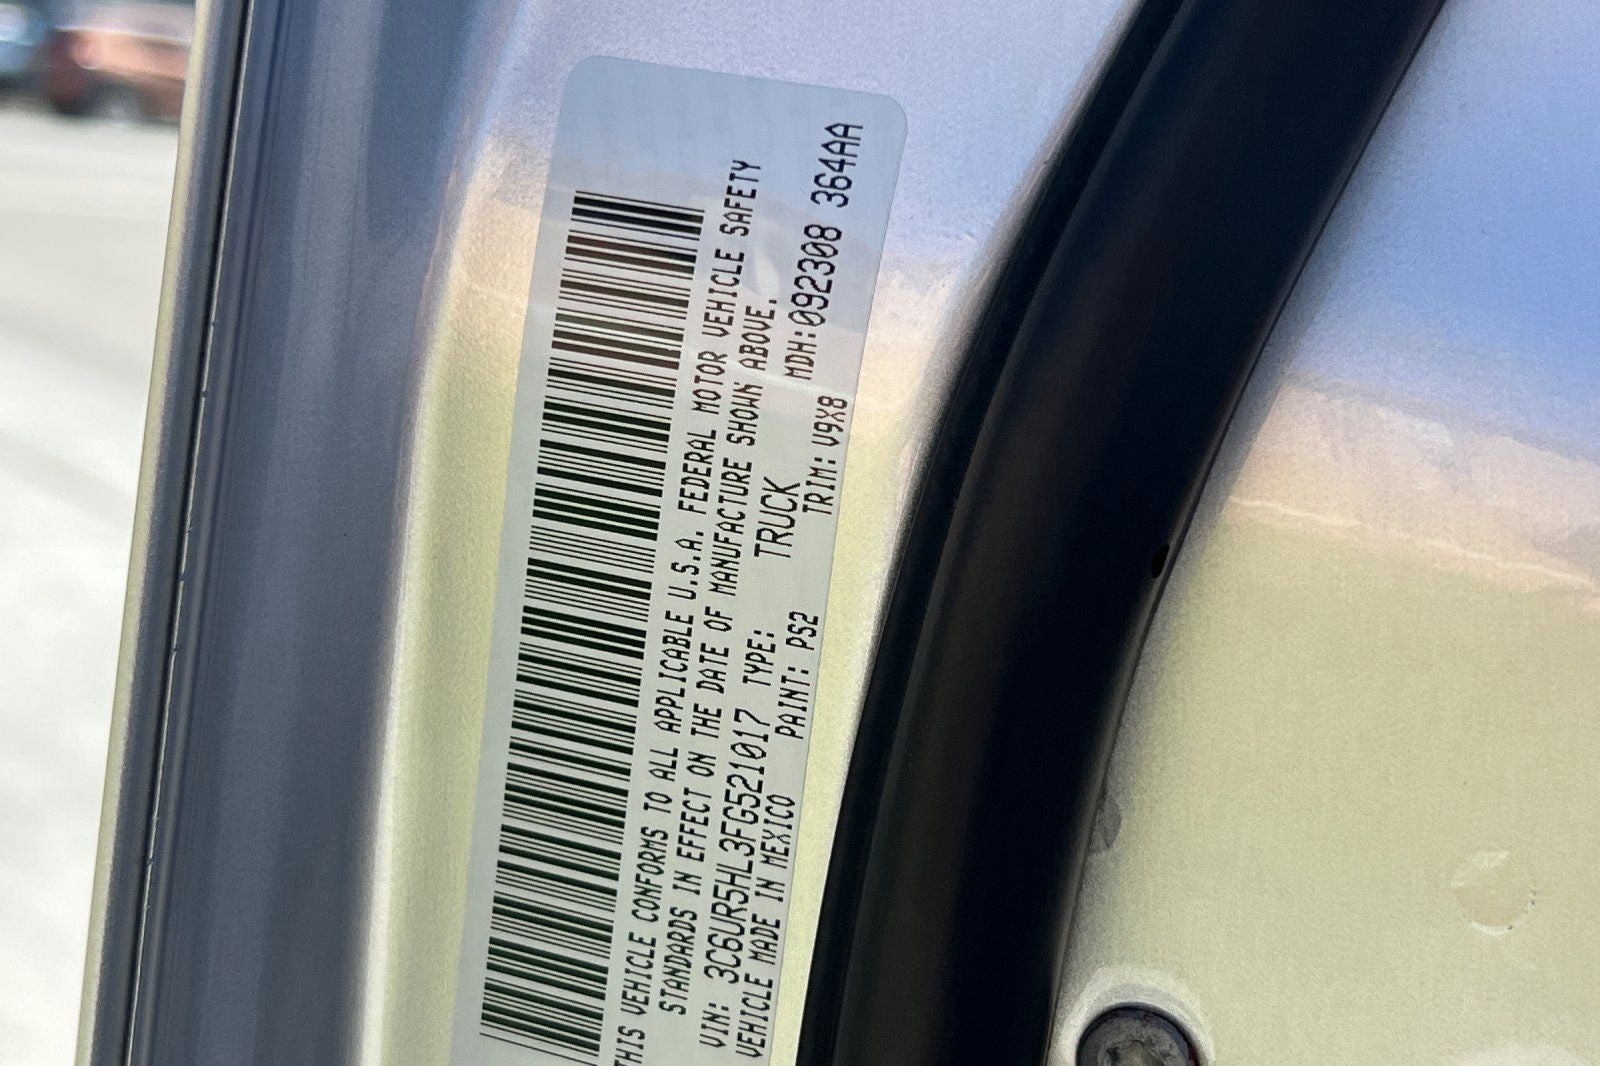 THIS VEHICLE CONFORMS TO ALL APPLICABLE U.S.A. FEDERAL MOTOR VEHICLE SAFETY
STANDARDS IN EFFECT ON THE DATE OF MANUFACTURE SHOWN ABOVE.
VIN: 3C6UR5HL3FG521017 TYPE: TRUCK MDH:092308 364AA
VEHICLE MADE IN MEXICO PAINT: PS2 TRIM: V9X8